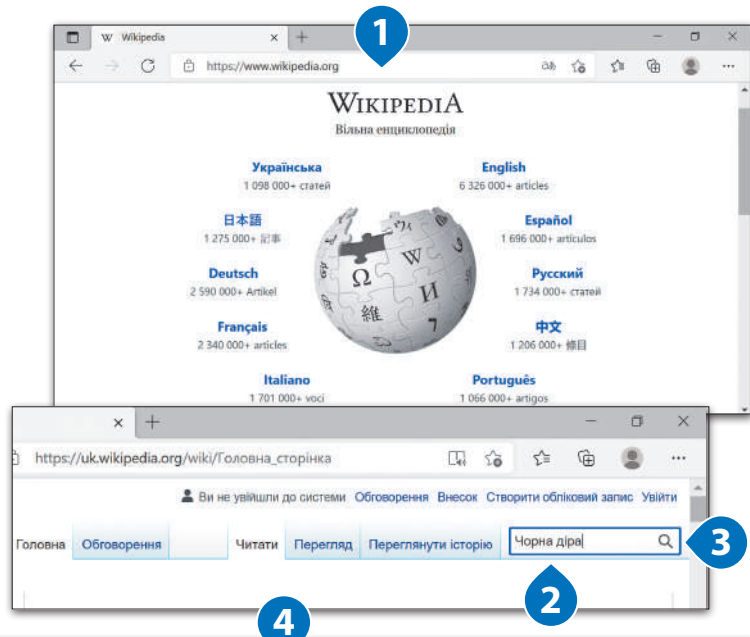 Wikipedia
1
https://www.wikipedia.org
WIKIPEDIA
Вільна енциклопедія
Українська
1 098 000+ статей
English
6 326 000+ articles
日本語
1 275 000+ 記事
Español
1 696 000+ artículos
Deutsch
2 590 000+ Artikel
Русский
1 734 000+ статей
Français
2 340 000+ articles
中文
1 206 000+ 條目
Italiano
1 701 000+ voci
Português
1 066 000+ artigos
Ω W И 維 7
https://uk.wikipedia.org/wiki/Головна_сторінка
Ви не увійшли до системи Обговорення Внесок Створити обліковий запис Увійти
Головна Обговорення Читати Перегляд Переглянути історію Чорна діра
3
2
4